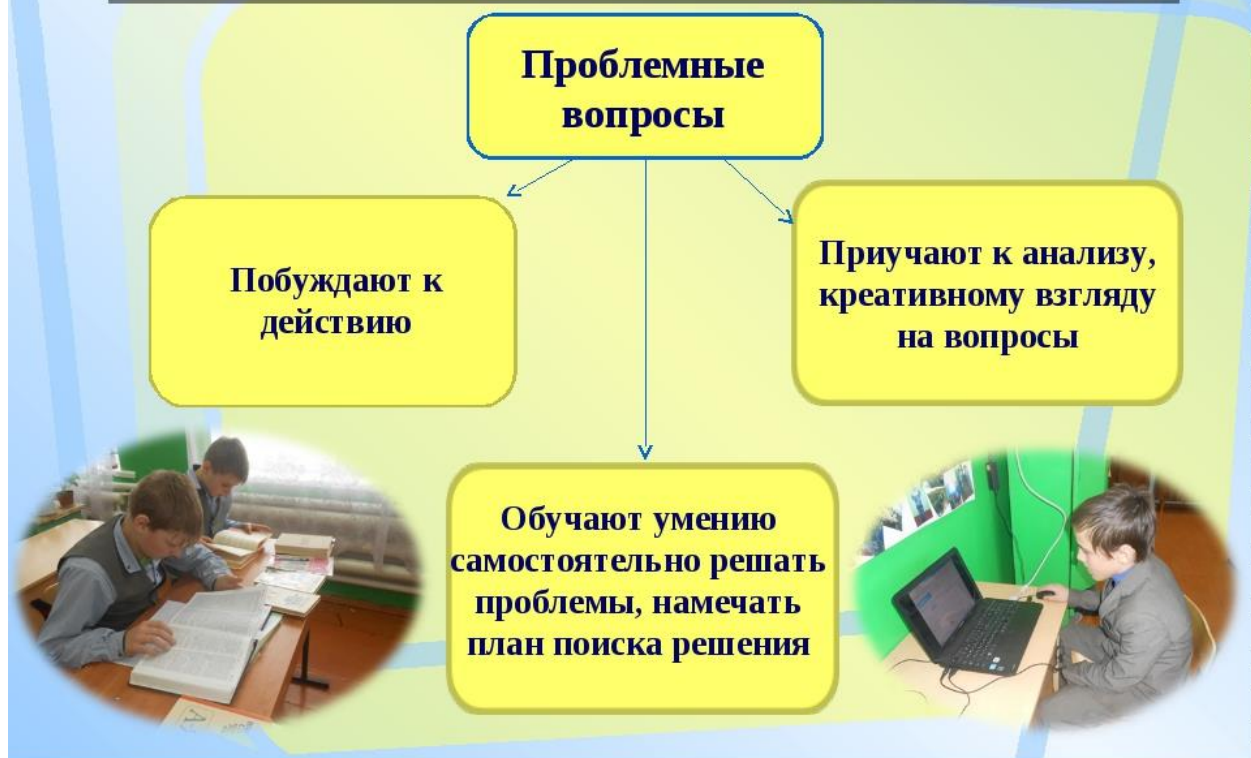 Проблемные
вопросы
Побуждают к
действию
Приучают к анализу,
креативному взгляду
на вопросы
Обучают умению
самостоятельно решать
проблемы, намечать
план поиска решения